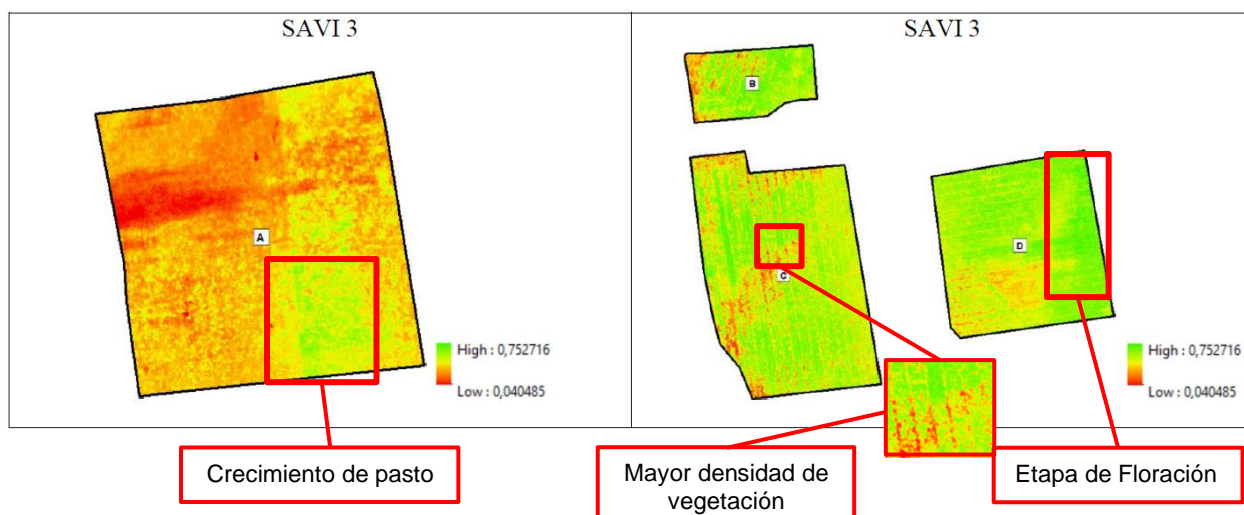 SAVI 3
A
High : 0,752716
Low : 0,040485
SAVI 3
B
C
D
High : 0,752716
Low : 0,040485
Crecimiento de pasto
Mayor densidad de
vegetación
Etapa de Floración